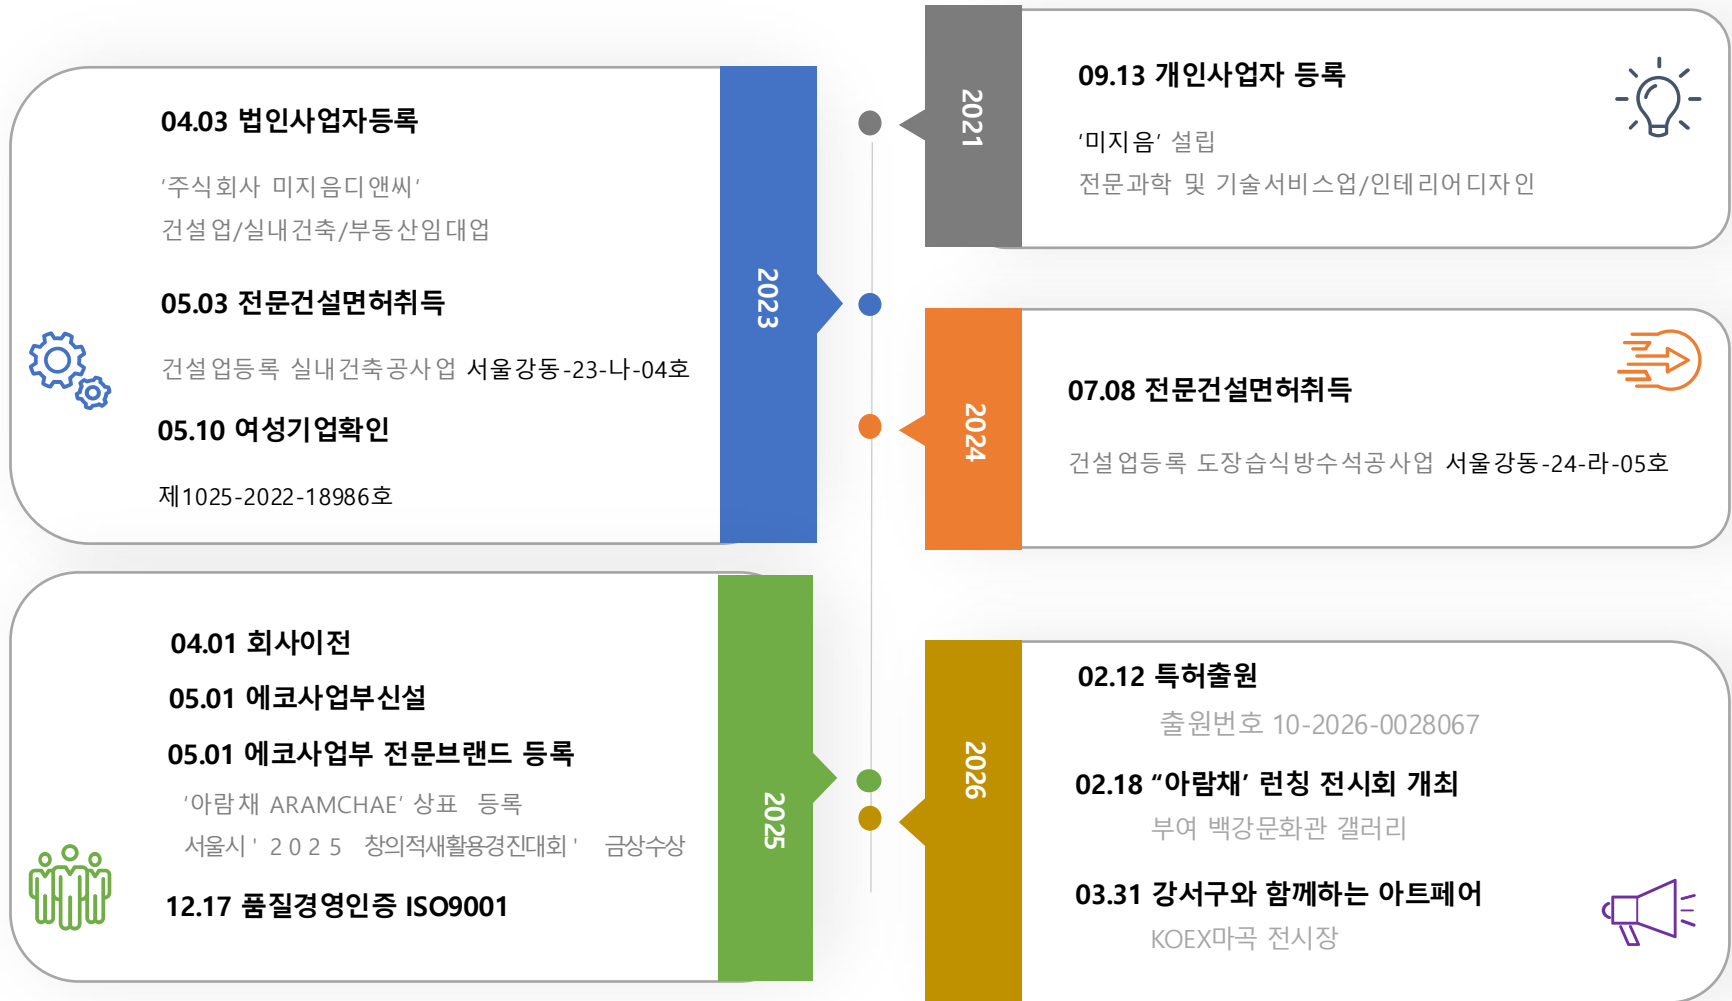 2021
09.13 개인사업자 등록
'미지음' 설립
전문과학 및 기술서비스업/인테리어디자인
2023
04.03 법인사업자등록
'주식회사 미지음디앤씨'
건설업/실내건축/부동산임대업
05.03 전문건설면허취득
건설업등록 실내건축공사업 서울강동-23-나-04호
05.10 여성기업확인
제1025-2022-18986호
2024
07.08 전문건설면허취득
건설업등록 도장습식방수석공사업 서울강동-24-라-05호
2025
04.01 회사이전
05.01 에코사업부신설
05.01 에코사업부 전문브랜드 등록
'아람채 ARAMCHAE' 상표 등록
서울시 ' 2 0 2 5 창의적새활용경진대회 ' 금상수상
12.17 품질경영인증 ISO9001
2026
02.12 특허출원
출원번호 10-2026-0028067
02.18 “아람채’ 런칭 전시회 개최
부여 백강문화관 갤러리
03.31 강서구와 함께하는 아트페어
KOEX마곡 전시장